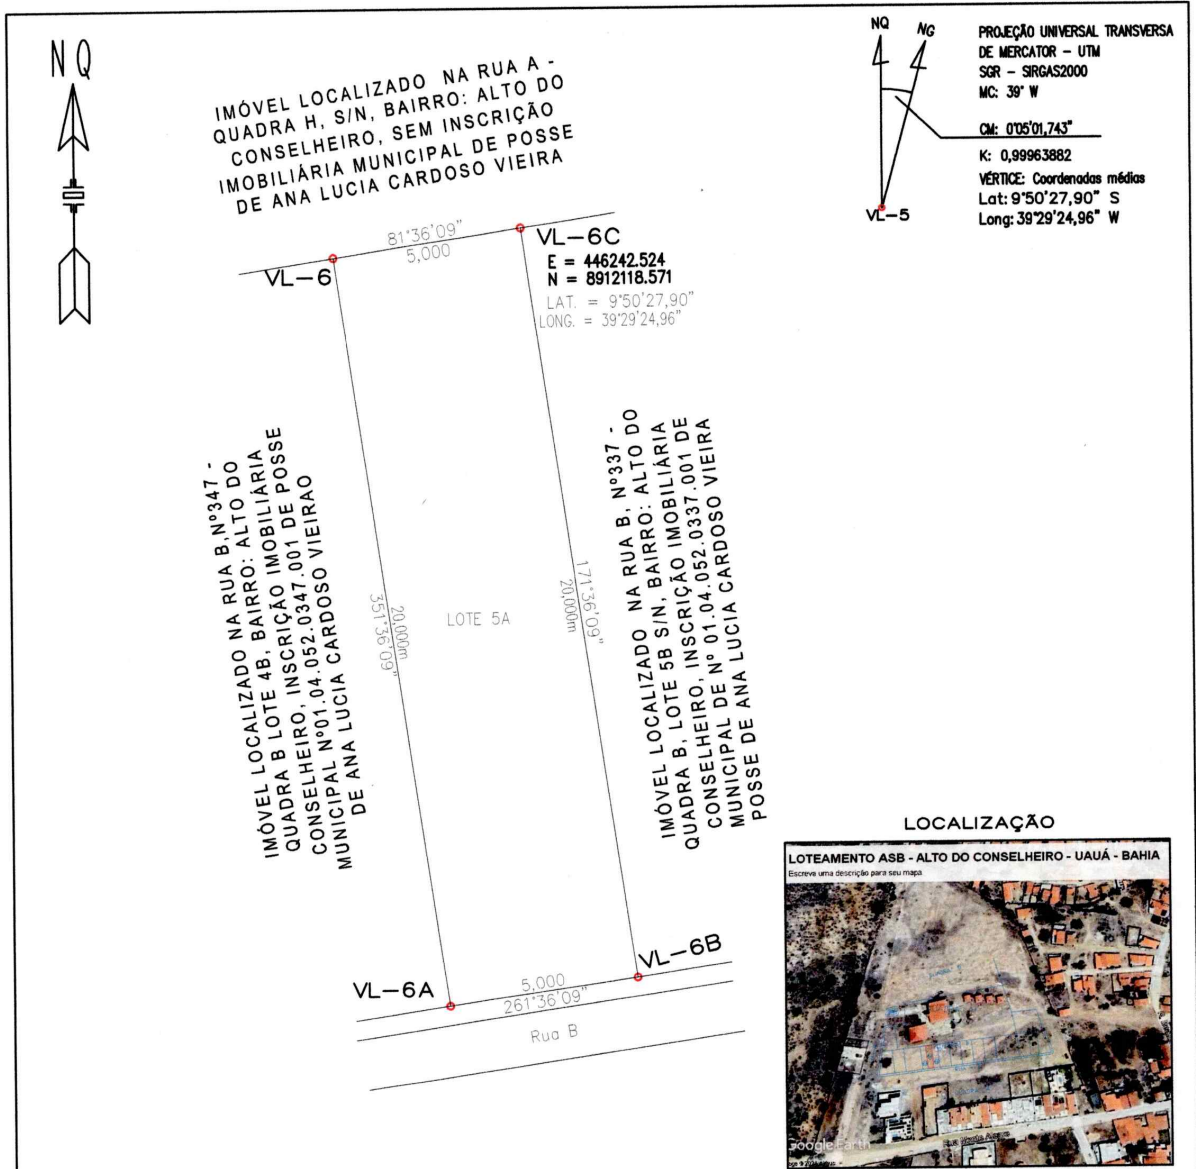 NQ
IMÓVEL LOCALIZADO NA RUA A -
QUADRA H, S/N, BAIRRO: ALTO DO
CONSELHEIRO, SEM INSCRIÇÃO
IMOBILIÁRIA MUNICIPAL DE POSSE
DE ANA LUCIA CARDOSO VIEIRA
NQ
NG
VL-5
PROJEÇÃO UNIVERSAL TRANSVERSA
DE MERCATOR - UTM
SGR - SIRGAS2000
MC: 39° W
CM: 0°05'01,743"
K: 0,99963882
VÉRTICE: Coordenadas médias
Lat: 9°50'27,90" S
Long: 39°29'24,96" W
81°36'09"
5,000
VL-6
VL-6C
E = 446242.524
N = 8912118.571
LAT. = 9°50'27,90"
LONG. = 39°29'24,96"
IMÓVEL LOCALIZADO NA RUA B,Nº347 -
QUADRA B LOTE 4B, BAIRRO: ALTO DO
CONSELHEIRO, INSCRIÇÃO IMOBILIÁRIA
MUNICIPAL Nº01.04.052.0347.001 DE POSSE
DE ANA LUCIA CARDOSO VIEIRAO
20,000m
351°36'09"
LOTE 5A
171°36'09"
20,000m
IMÓVEL LOCALIZADO NA RUA B, Nº337 -
QUADRA B, LOTE 5B S/N, BAIRRO: ALTO DO
CONSELHEIRO, INSCRIÇÃO IMOBILIÁRIA
MUNICIPAL DE Nº 01.04.052.0337.001 DE
POSSE DE ANA LUCIA CARDOSO VIEIRA
VL-6A
VL-6B
5,000
261°36'09"
Rua B
LOCALIZAÇÃO
LOTEAMENTO ASB - ALTO DO CONSELHEIRO - UAUÁ - BAHIA
Escreva uma descrição para seu mapa
Google Earth